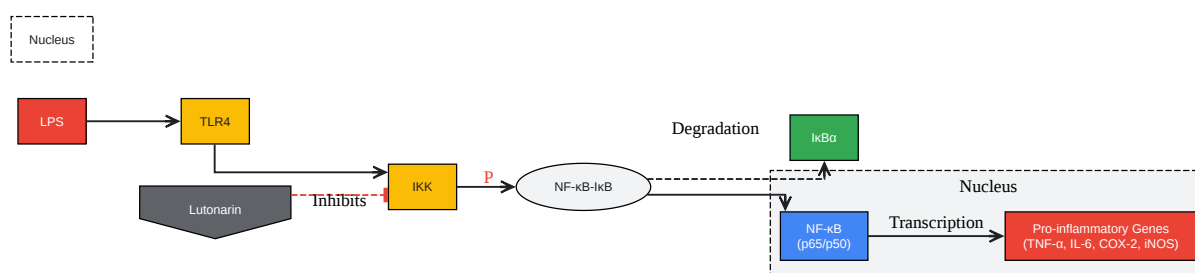 Nucleus
LPS
TLR4
Degradation
IκBα
IKK
P
NF-κB-IκB
Nucleus
Lutonarin
Inhibits
NF-κB
(p65/p50)
Transcription
Pro-inflammatory Genes
(TNF-α, IL-6, COX-2, iNOS)